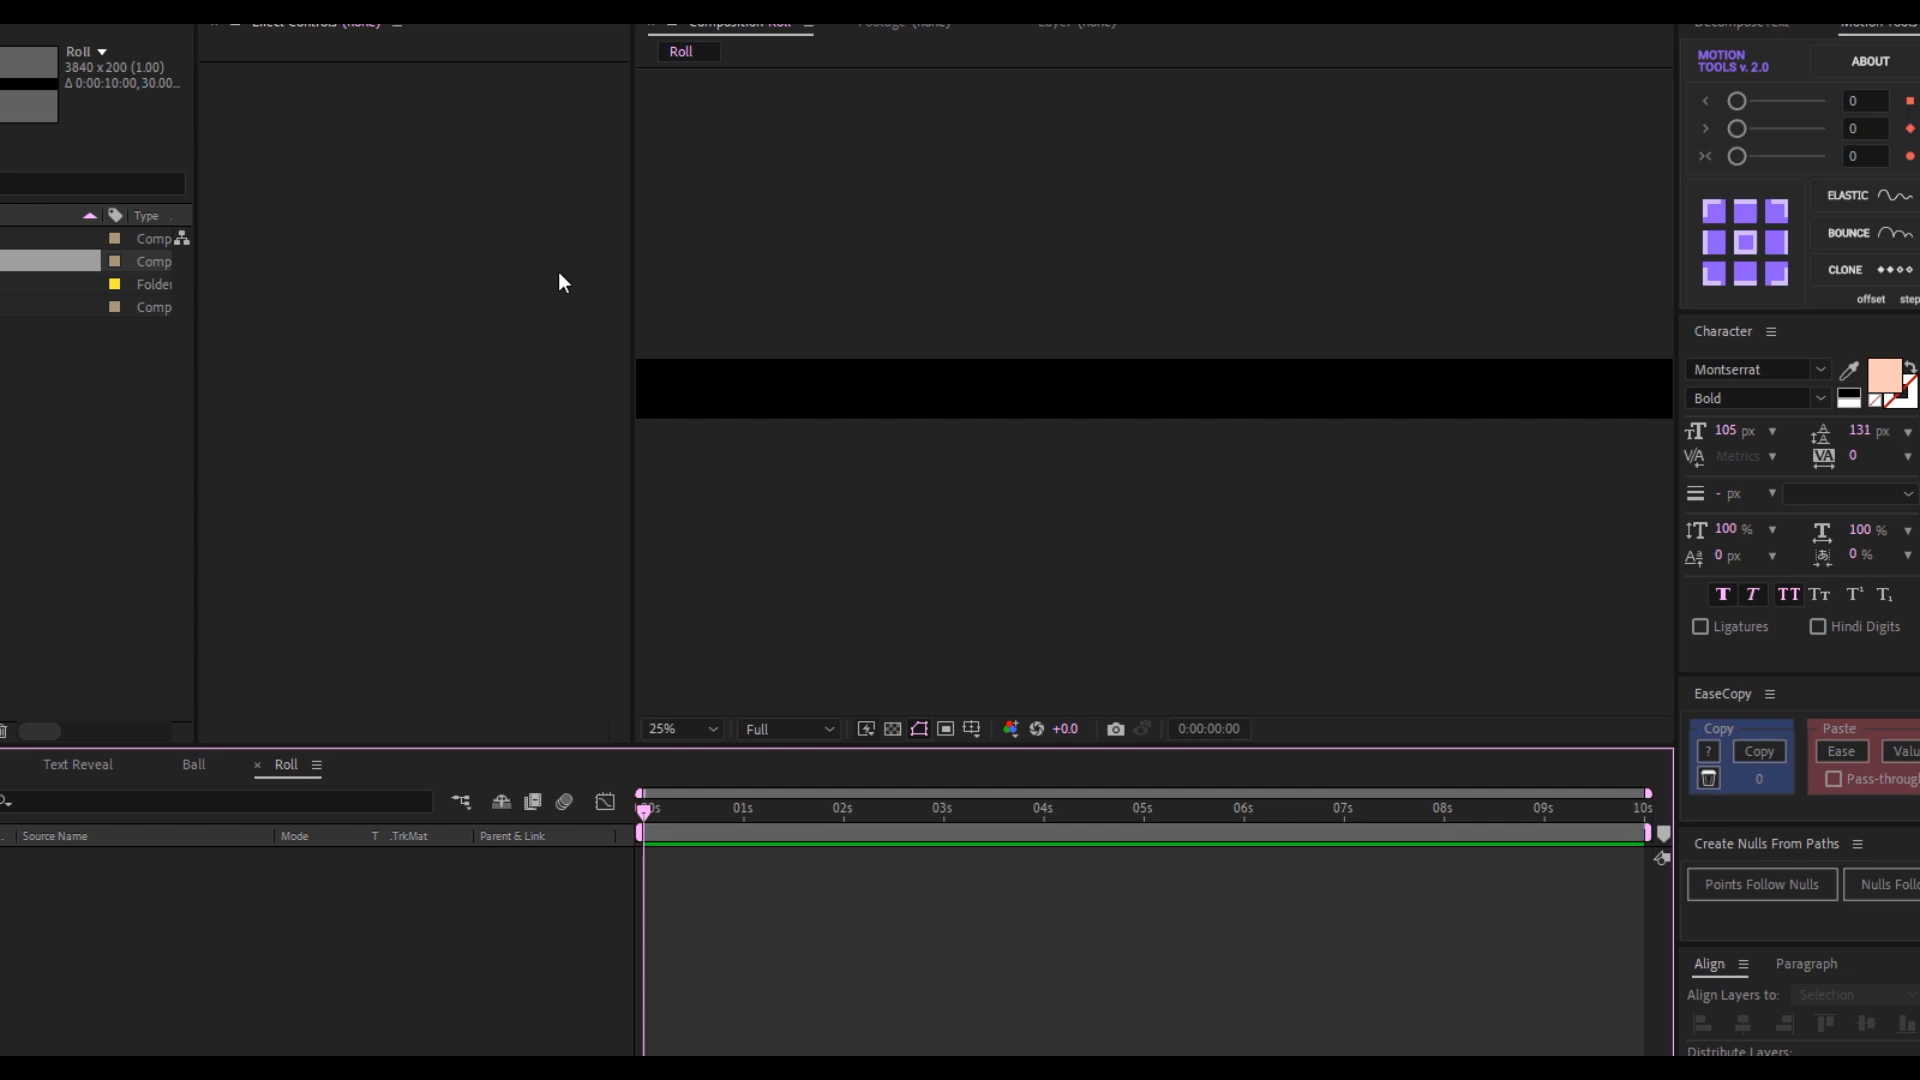 Effect Controls (none)
Composition Roll
Footage (none)
Layer (none)
DecomposeText
Motion Tools
Roll
3840 x 200 (1.00)
Δ 0:00:10:00, 30.00...
Roll
MOTION
TOOLS v. 2.0
ABOUT
0
0
0
ELASTIC
BOUNCE
CLONE
offset
step
Type
Comp
Comp
Folder
Comp
Character
Montserrat
Bold
105 px
131 px
Metrics
0
- px
100 %
100 %
0 px
0 %
Ligatures
Hindi Digits
EaseCopy
Copy
Paste
?
Copy
Ease
Valu
0
Pass-through
25%
Full
+0.0
0:00:00:00
Text Reveal
Ball
Roll
01s
02s
03s
04s
05s
06s
07s
08s
09s
10s
Source Name
Mode
T .TrkMat
Parent & Link
Create Nulls From Paths
Points Follow Nulls
Nulls Follo
Align
Paragraph
Align Layers to:
Selection
Distribute Layers: